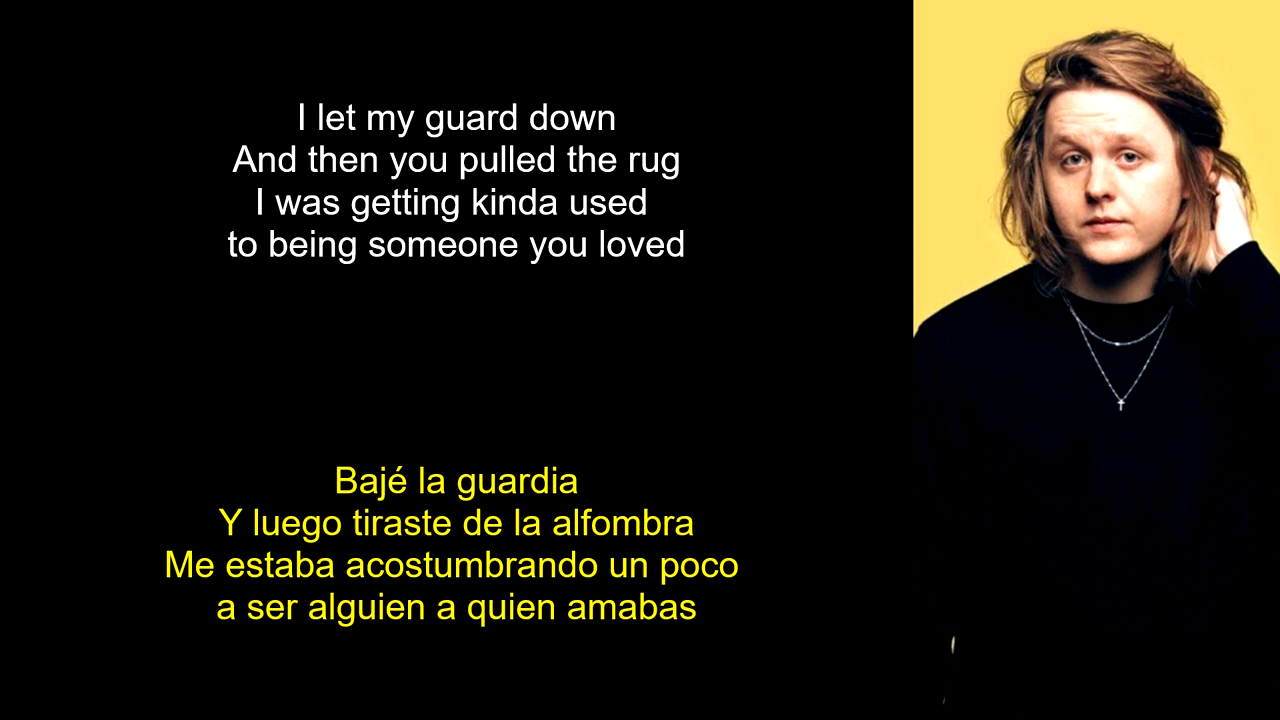 I let my guard down
And then you pulled the rug
I was getting kinda used
to being someone you loved
Bajé la guardia
Y luego tiraste de la alfombra
Me estaba acostumbrando un poco
a ser alguien a quien amabas